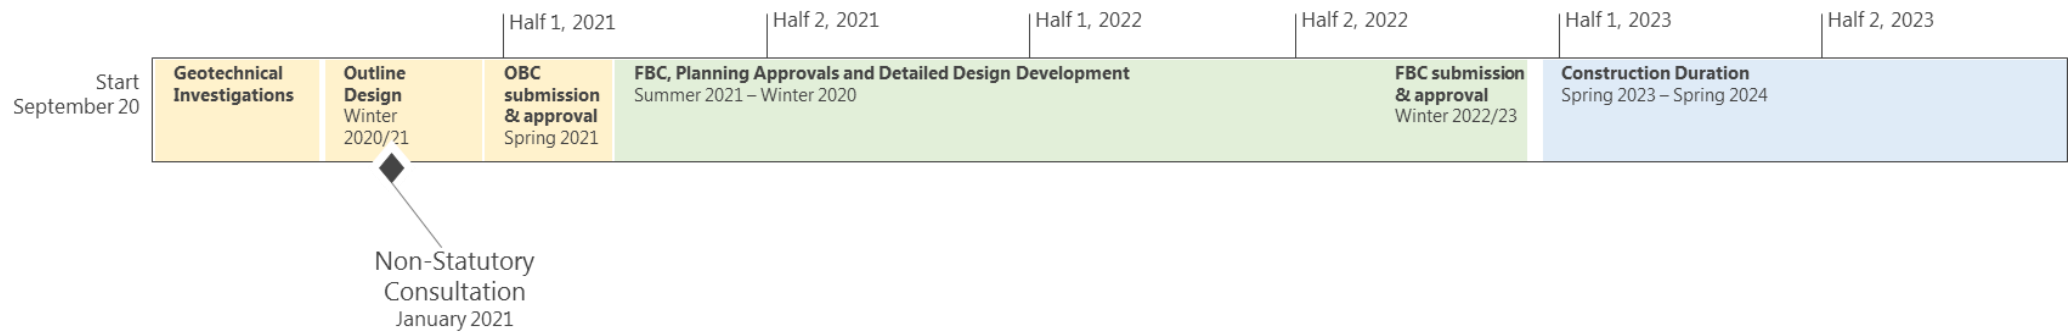 Half 1, 2021
Half 2, 2021
Half 1, 2022
Half 2, 2022
Half 1, 2023
Half 2, 2023
Start
September 20
Geotechnical
Investigations
Outline
Design
Winter
2020/21
OBC
submission
& approval
Spring 2021
FBC, Planning Approvals and Detailed Design Development
Summer 2021 – Winter 2020
FBC submission
& approval
Winter 2022/23
Construction Duration
Spring 2023 – Spring 2024
Non-Statutory
Consultation
January 2021